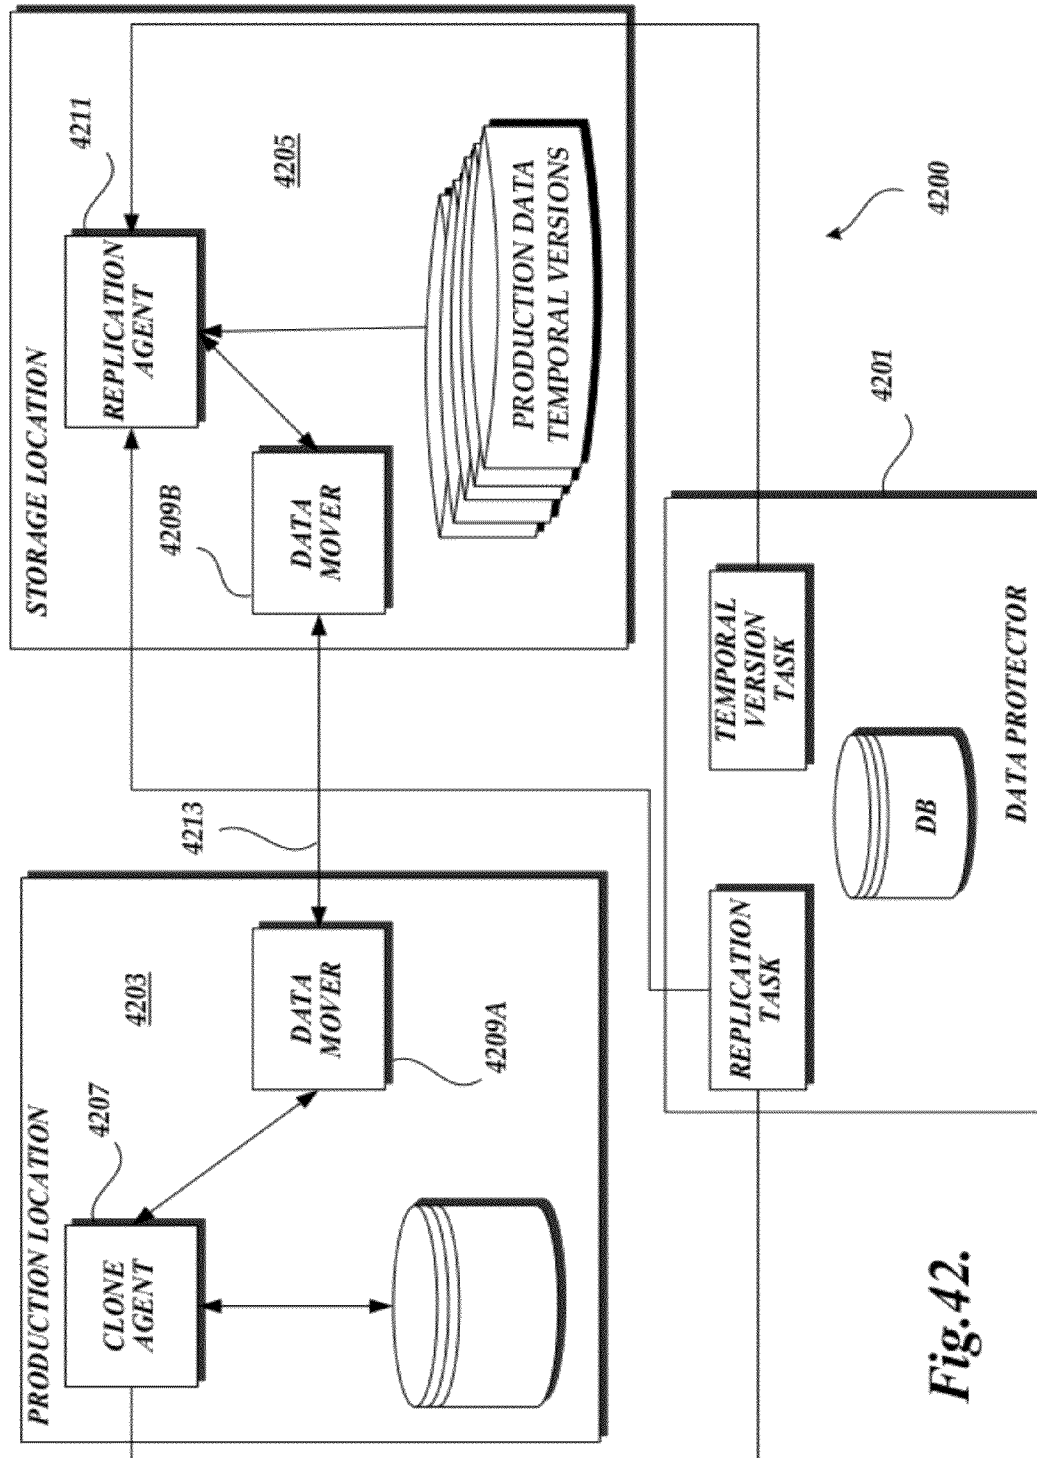 PRODUCTION LOCATION
4207
4203
CLONE
AGENT
DATA
MOVER
4209A
4213
STORAGE LOCATION
4211
REPLICATION
AGENT
4209B
DATA
MOVER
4205
PRODUCTION DATA
TEMPORAL VERSIONS
REPLICATION
TASK
TEMPORAL
VERSION
TASK
DB
DATA PROTECTOR
4201
4200
Fig.42.